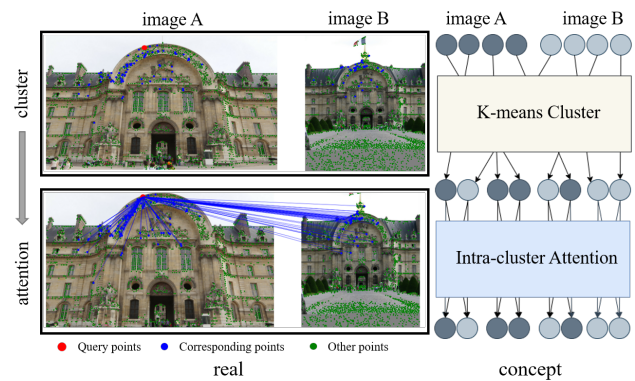 image A
image B
image A
image B
cluster
K-means Cluster
attention
Intra-cluster Attention
Query points
Corresponding points
Other points
real
concept